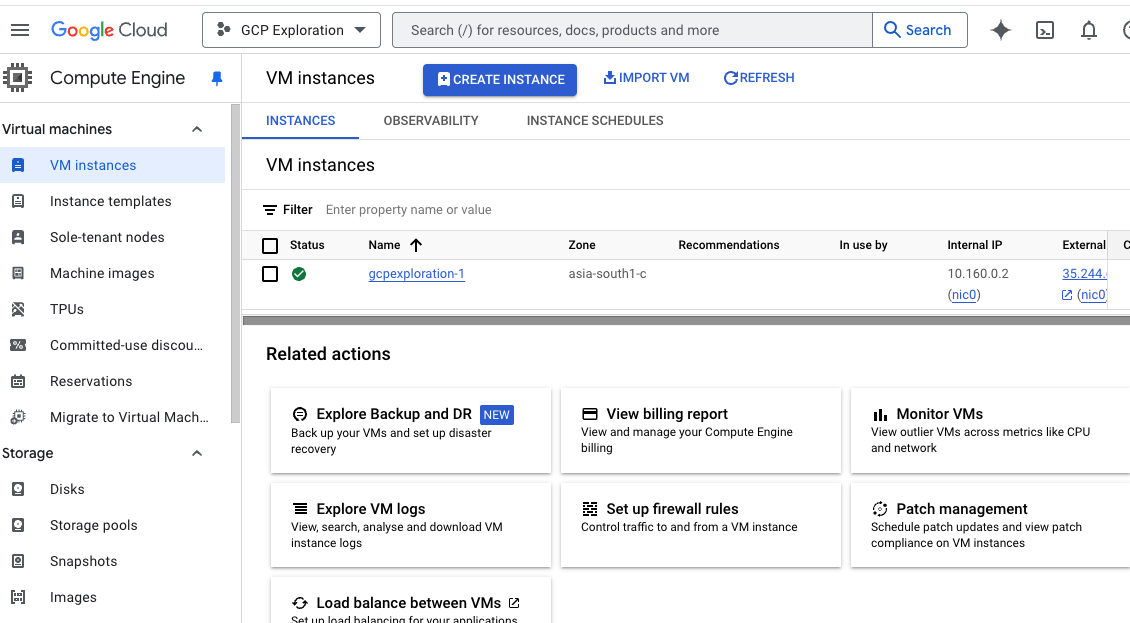 Google Cloud
GCP Exploration
Search (/) for resources, docs, products and more
Search
Compute Engine
VM instances
CREATE INSTANCE
IMPORT VM
REFRESH
Virtual machines
VM instances
Instance templates
Sole-tenant nodes
Machine images
TPUs
Committed-use discou...
Reservations
Migrate to Virtual Mach...
Storage
Disks
Storage pools
Snapshots
Images
INSTANCES OBSERVABILITY INSTANCE SCHEDULES
VM instances
Filter Enter property name or value
Status Name Zone Recommendations In use by Internal IP External C
gcpexploration-1 asia-south1-c 10.160.0.2 35.244.
(nic0) (nic0)
Related actions
Explore Backup and DR NEW
Back up your VMs and set up disaster
recovery
View billing report
View and manage your Compute Engine
billing
Monitor VMs
View outlier VMs across metrics like CPU
and network
Explore VM logs
View, search, analyse and download VM
instance logs
Set up firewall rules
Control traffic to and from a VM instance
Patch management
Schedule patch updates and view patch
compliance on VM instances
Load balance between VMs
Set up load balancing for your applications